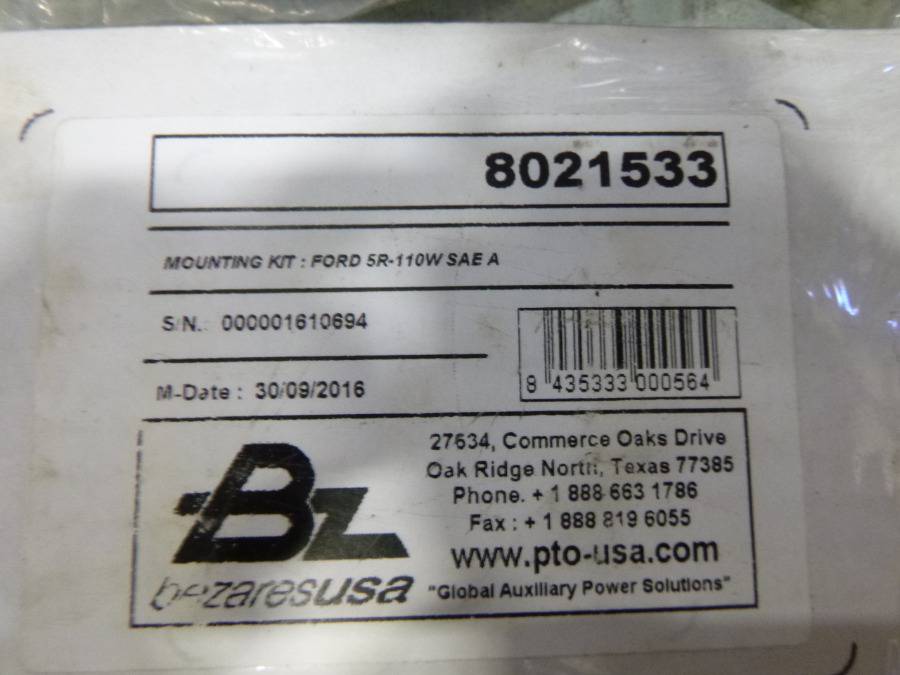 8021533
MOUNTING KIT : FORD 5R-110W SAE A
S/N.: 000001610694
M-Date : 30/09/2016
8 435333 000564
27634, Commerce Oaks Drive
Oak Ridge North, Texas 77385
Phone. + 1 888 663 1786
Fax : + 1 888 819 6055
www.pto-usa.com
"Global Auxiliary Power Solutions"
BZ
bezaresusa